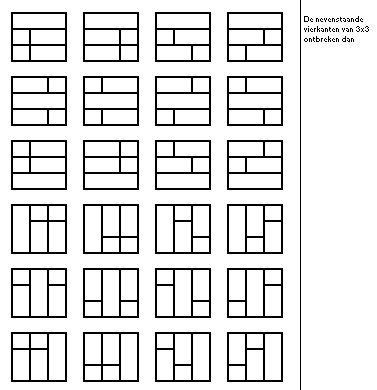 De nevenstaande
vierkanten van 3x3
ontbreken dan